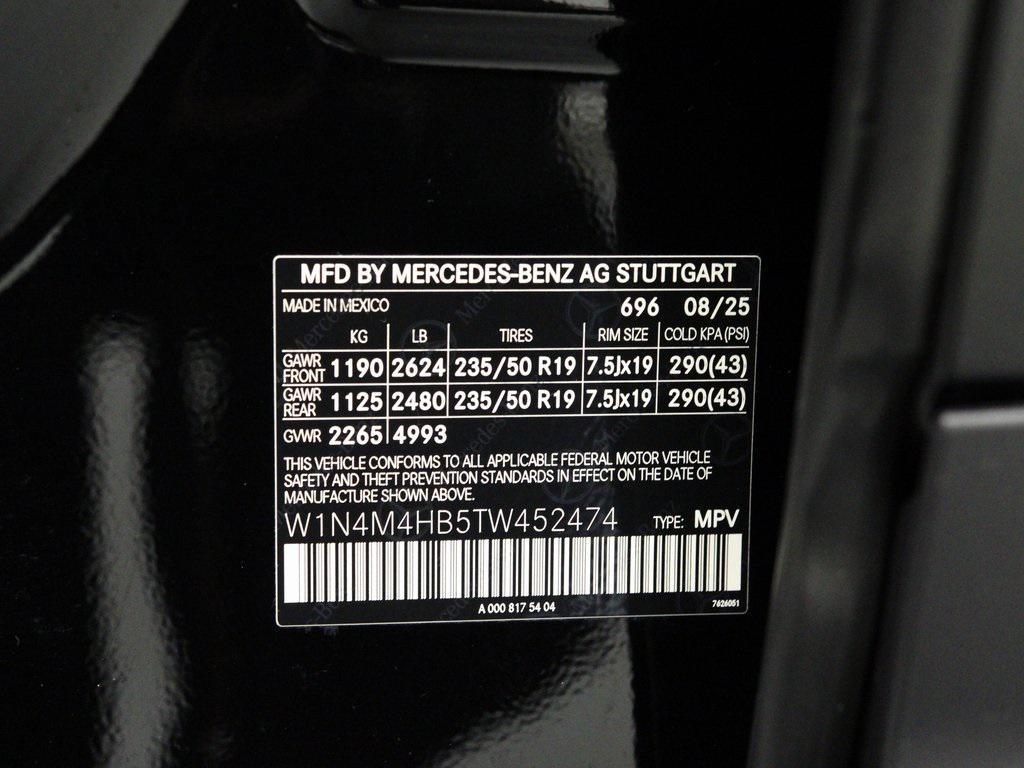 MFD BY MERCEDES-BENZ AG STUTTGART
MADE IN MEXICO 696 08/25
KG LB TIRES RIM SIZE COLD KPA (PSI)
GAWR FRONT 1190 2624 235/50 R19 7.5Jx19 290(43)
GAWR REAR 1125 2480 235/50 R19 7.5Jx19 290(43)
GVWR 2265 4993
THIS VEHICLE CONFORMS TO ALL APPLICABLE FEDERAL MOTOR VEHICLE
SAFETY AND THEFT PREVENTION STANDARDS IN EFFECT ON THE DATE OF
MANUFACTURE SHOWN ABOVE.
W1N4M4HB5TW452474 TYPE: MPV
A 000 817 54 04 7626051